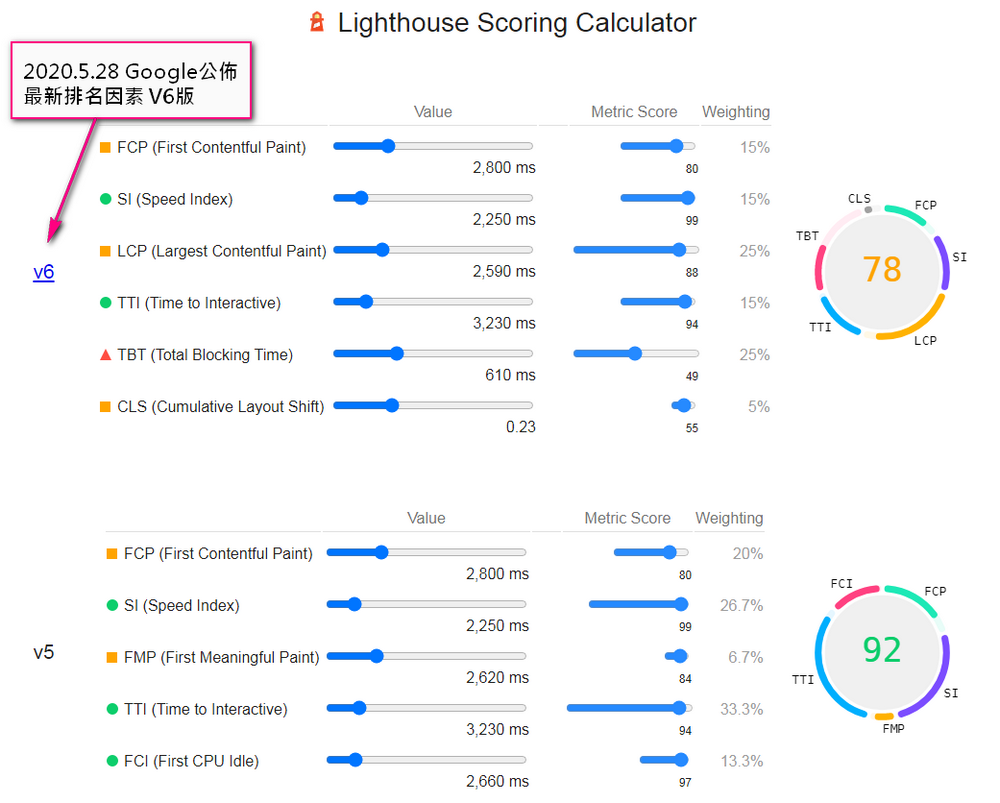 Lighthouse Scoring Calculator
2020.5.28 Google公佈
最新排名因素 V6版
Value Metric Score Weighting
FCP (First Contentful Paint) 15%
2,800 ms 80
SI (Speed Index) 15%
2,250 ms 99
v6
LCP (Largest Contentful Paint) 25%
2,590 ms 88
TTI (Time to Interactive) 15%
3,230 ms 94
TBT (Total Blocking Time) 25%
610 ms 49
CLS (Cumulative Layout Shift) 5%
0.23 55
CLS FCP
TBT SI
78
TTI LCP
Value Metric Score Weighting
FCP (First Contentful Paint) 20%
2,800 ms 80
SI (Speed Index) 26.7%
2,250 ms 99
v5
FMP (First Meaningful Paint) 6.7%
2,620 ms 84
TTI (Time to Interactive) 33.3%
3,230 ms 94
FCI (First CPU Idle) 13.3%
2,660 ms 97
FCI FCP
92
TTI SI
FMP